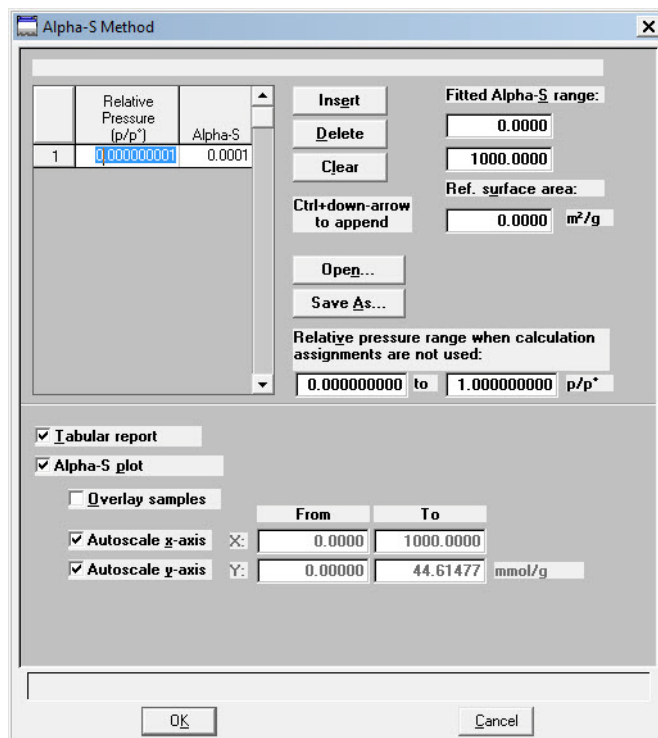 Alpha-S Method
Relative
Pressure
(p/p°) Alpha-S
1 0.000000001 0.0001
Insert
Delete
Clear
Ctrl+down-arrow
to append
Open...
Save As...
Fitted Alpha-S range:
0.0000
1000.0000
Ref. surface area:
0.0000 m²/g
Relative pressure range when calculation
assignments are not used:
0.000000000 to 1.000000000 p/p°
Tabular report
Alpha-S plot
Overlay samples
From To
Autoscale x-axis X: 0.0000 1000.0000
Autoscale y-axis Y: 0.00000 44.61477 mmol/g
OK Cancel